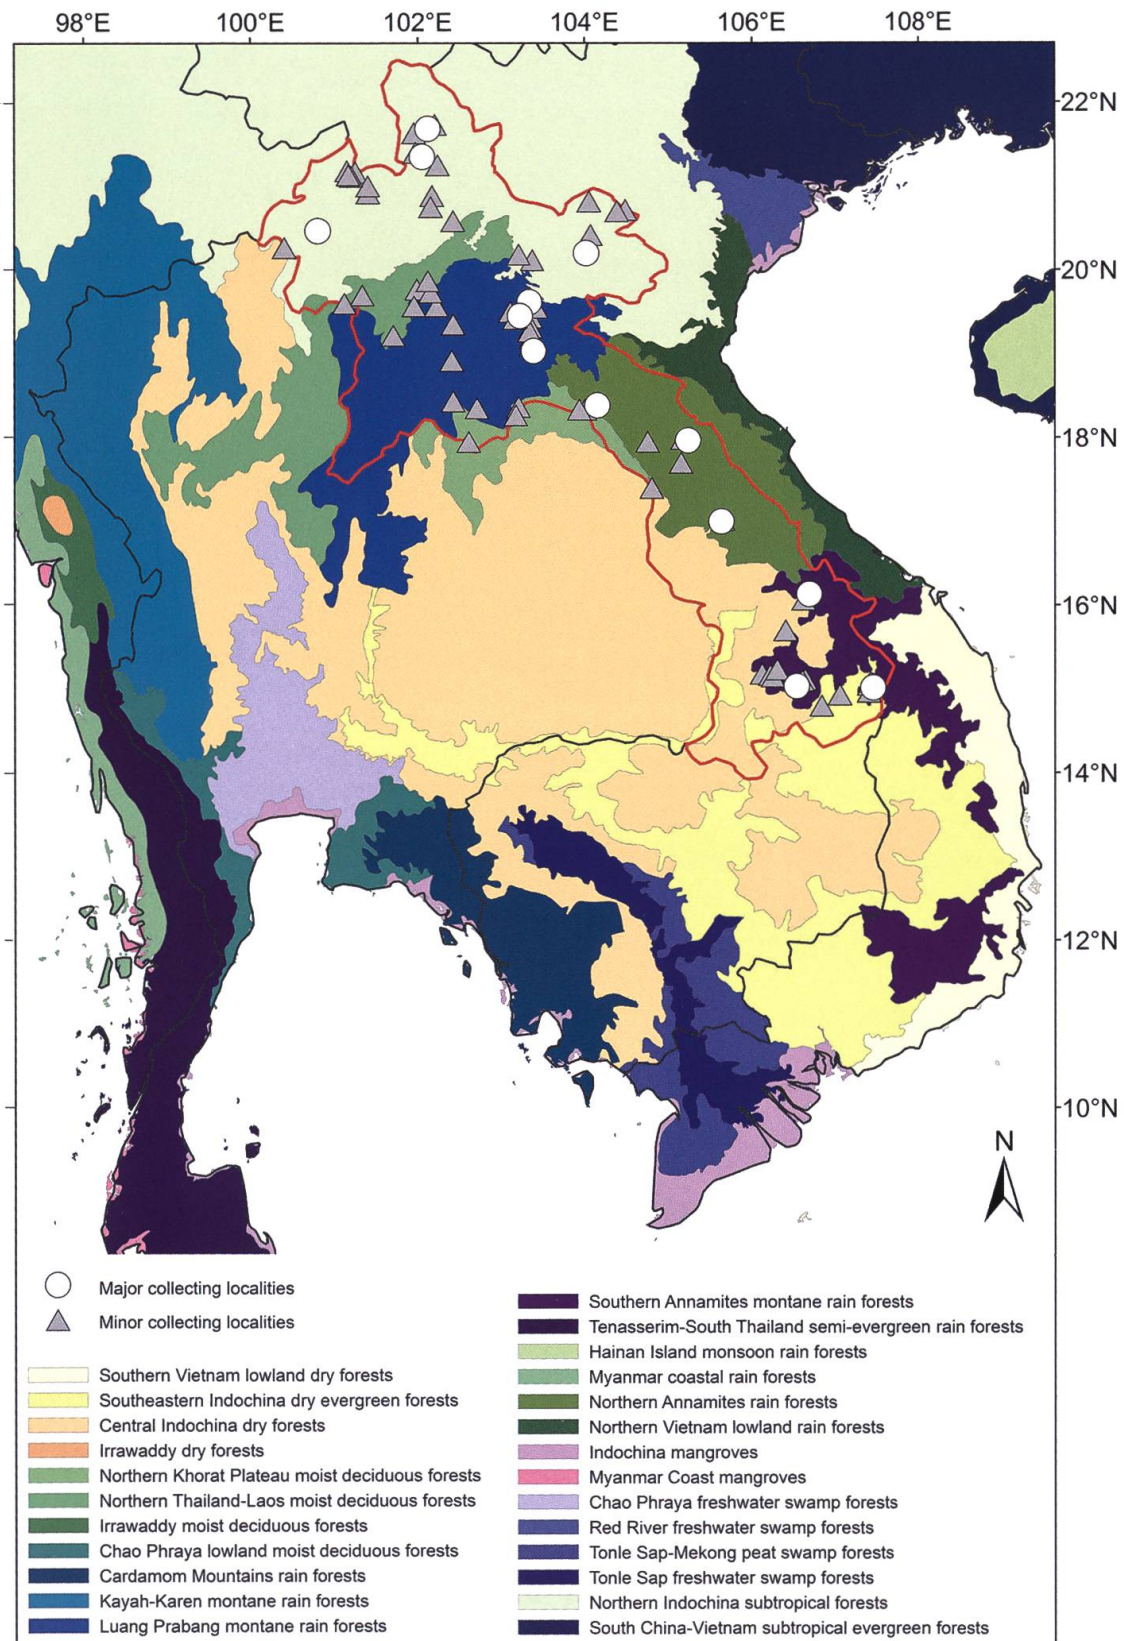 98°E 100°E 102°E 104°E 106°E 108°E
22°N
20°N
18°N
16°N
14°N
12°N
10°N
N
Major collecting localities
Minor collecting localities
Southern Vietnam lowland dry forests
Southeastern Indochina dry evergreen forests
Central Indochina dry forests
Irrawaddy dry forests
Northern Khorat Plateau moist deciduous forests
Northern Thailand-Laos moist deciduous forests
Irrawaddy moist deciduous forests
Chao Phraya lowland moist deciduous forests
Cardamom Mountains rain forests
Kayah-Karen montane rain forests
Luang Prabang montane rain forests
Southern Annamites montane rain forests
Tenasserim-South Thailand semi-evergreen rain forests
Hainan Island monsoon rain forests
Myanmar coastal rain forests
Northern Annamites rain forests
Northern Vietnam lowland rain forests
Indochina mangroves
Myanmar Coast mangroves
Chao Phraya freshwater swamp forests
Red River freshwater swamp forests
Tonle Sap-Mekong peat swamp forests
Tonle Sap freshwater swamp forests
Northern Indochina subtropical forests
South China-Vietnam subtropical evergreen forests